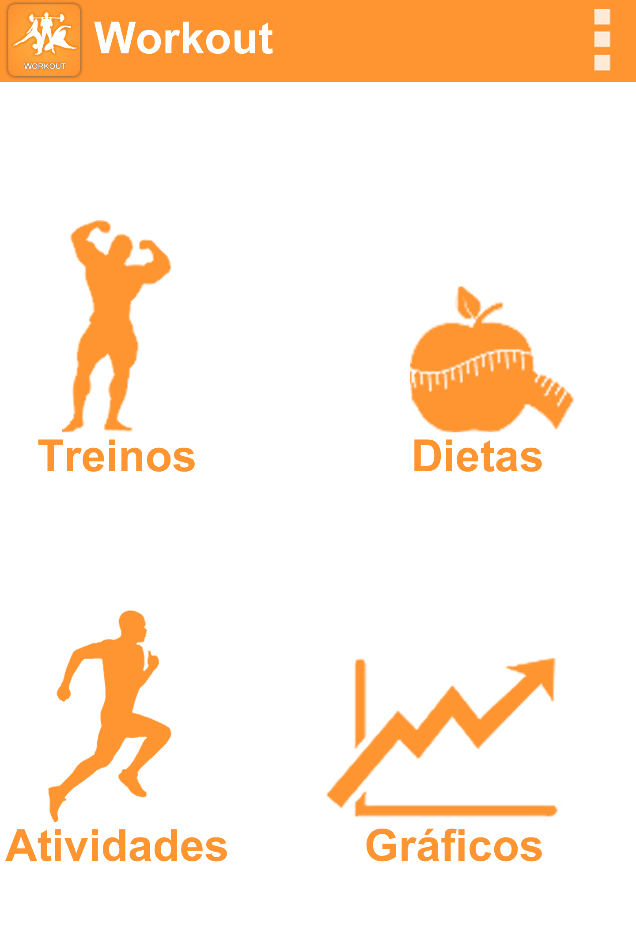 WORKOUT
Workout
Treinos
Dietas
Atividades
Gráficos